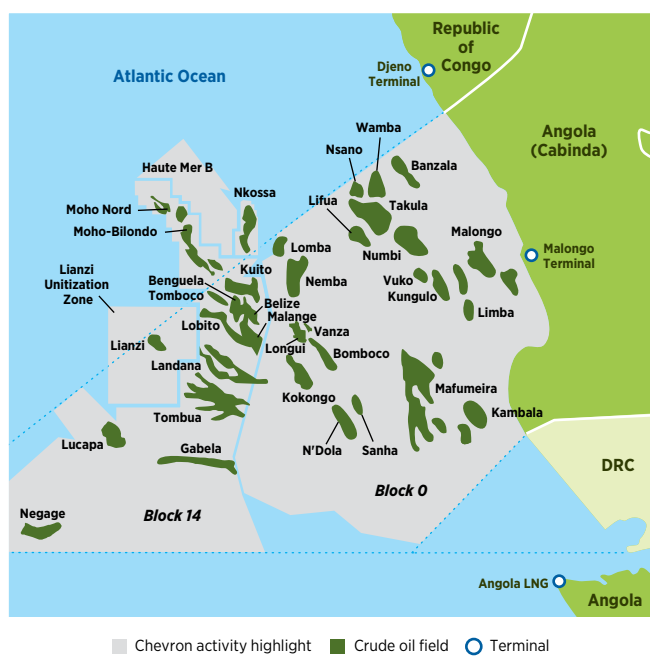 Republic
of
Congo
Djeno
Terminal
Atlantic Ocean
Angola
(Cabinda)
Wamba
Nsano
Banzala
Haute Mer B
Nkossa
Lifua
Takula
Moho Nord
Moho-Bilondo
Malongo
Numbi
Lomba
Malongo
Terminal
Lianzi
Unitization
Zone
Kuito
Nemba
Vuko
Kungulo
Benguela
Tomboco
Belize
Malange
Limba
Lobito
Vanza
Lianzi
Longui
Bomboco
Landana
Kokongo
Mafumeira
Tombua
Kambala
Lucapa
Gabela
N'Dola
Sanha
DRC
Block 0
Negage
Block 14
Angola LNG
Angola
Chevron activity highlight
Crude oil field
Terminal